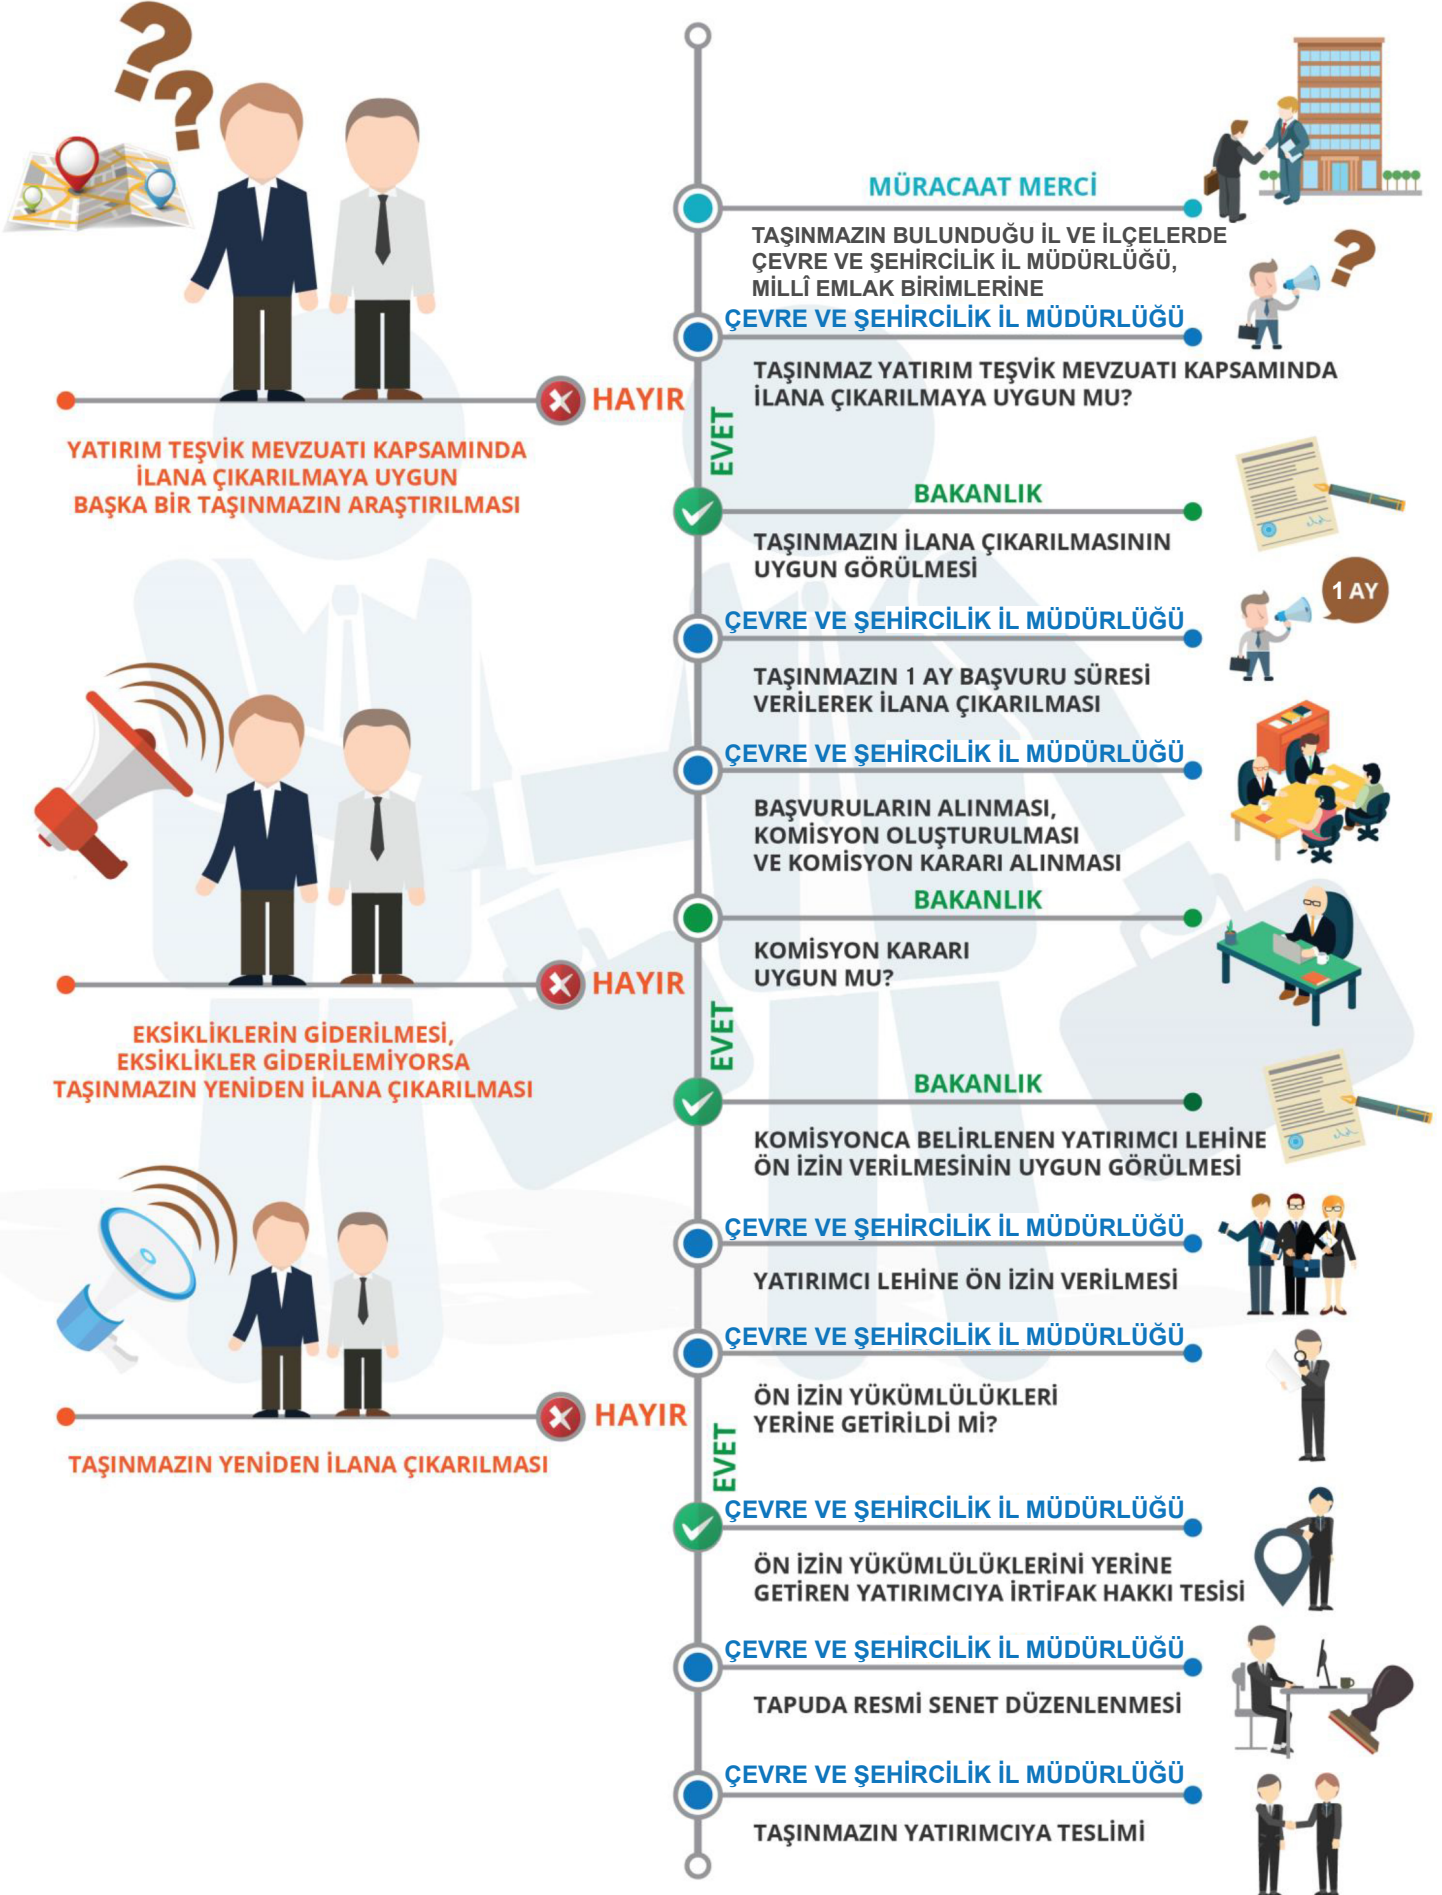 MÜRACAAT MERCİ
TAŞINMAZIN BULUNDUĞU İL VE İLÇELERDE
ÇEVRE VE ŞEHİRCİLİK İL MÜDÜRLÜĞÜ,
MİLLÎ EMLAK BİRİMLERİNE
ÇEVRE VE ŞEHİRCİLİK İL MÜDÜRLÜĞÜ
TAŞINMAZ YATIRIM TEŞVİK MEVZUATI KAPSAMINDA
İLANA ÇIKARILMAYA UYGUN MU?
HAYIR
YATIRIM TEŞVİK MEVZUATI KAPSAMINDA
İLANA ÇIKARILMAYA UYGUN
BAŞKA BİR TAŞINMAZIN ARAŞTIRILMASI
EVET
BAKANLIK
TAŞINMAZIN İLANA ÇIKARILMASININ
UYGUN GÖRÜLMESİ
1 AY
ÇEVRE VE ŞEHİRCİLİK İL MÜDÜRLÜĞÜ
TAŞINMAZIN 1 AY BAŞVURU SÜRESİ
VERİLEREK İLANA ÇIKARILMASI
ÇEVRE VE ŞEHİRCİLİK İL MÜDÜRLÜĞÜ
BAŞVURULARIN ALINMASI,
KOMİSYON OLUŞTURULMASI
VE KOMİSYON KARARI ALINMASI
BAKANLIK
KOMİSYON KARARI
UYGUN MU?
HAYIR
EKSİKLİKLERİN GİDERİLMESİ,
EKSİKLİKLER GİDERİLEMİYORSA
TAŞINMAZIN YENİDEN İLANA ÇIKARILMASI
EVET
BAKANLIK
KOMİSYONCA BELİRLENEN YATIRIMCI LEHİNE
ÖN İZİN VERİLMESİNİN UYGUN GÖRÜLMESİ
ÇEVRE VE ŞEHİRCİLİK İL MÜDÜRLÜĞÜ
YATIRIMCI LEHİNE ÖN İZİN VERİLMESİ
ÇEVRE VE ŞEHİRCİLİK İL MÜDÜRLÜĞÜ
ÖN İZİN YÜKÜMLÜLÜKLERİ
YERİNE GETİRİLDİ Mİ?
HAYIR
TAŞINMAZIN YENİDEN İLANA ÇIKARILMASI
EVET
ÇEVRE VE ŞEHİRCİLİK İL MÜDÜRLÜĞÜ
ÖN İZİN YÜKÜMLÜLÜKLERİNİ YERİNE
GETİREN YATIRIMCIYA İRTİFAK HAKKI TESİSİ
ÇEVRE VE ŞEHİRCİLİK İL MÜDÜRLÜĞÜ
TAPUDA RESMİ SENET DÜZENLENMESİ
ÇEVRE VE ŞEHİRCİLİK İL MÜDÜRLÜĞÜ
TAŞINMAZIN YATIRIMCIYA TESLİMİ